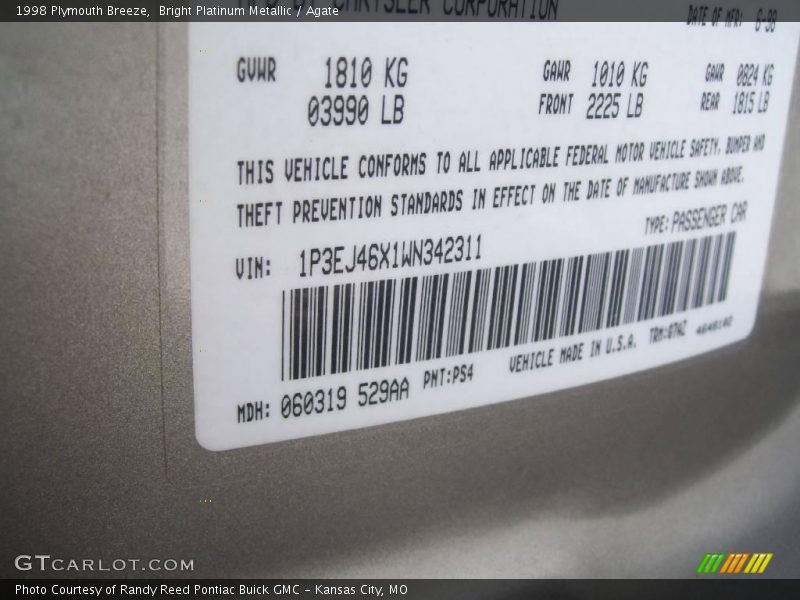 1998 Plymouth Breeze, Bright Platinum Metallic / Agate
CHRYSLER CORPORATION DATE OF MFR: 6-98
GVWR 1810 KG GAWR 1010 KG GAWR 0824 KG
03990 LB FRONT 2225 LB REAR 1815 LB
THIS VEHICLE CONFORMS TO ALL APPLICABLE FEDERAL MOTOR VEHICLE SAFETY, BUMPER AND
THEFT PREVENTION STANDARDS IN EFFECT ON THE DATE OF MANUFACTURE SHOWN ABOVE.
VIN: 1P3EJ46X1WN342311 TYPE: PASSENGER CAR
MDH: 060319 529AA PNT:PS4 VEHICLE MADE IN U.S.A.
GTCARLOT.COM
Photo Courtesy of Randy Reed Pontiac Buick GMC - Kansas City, MO